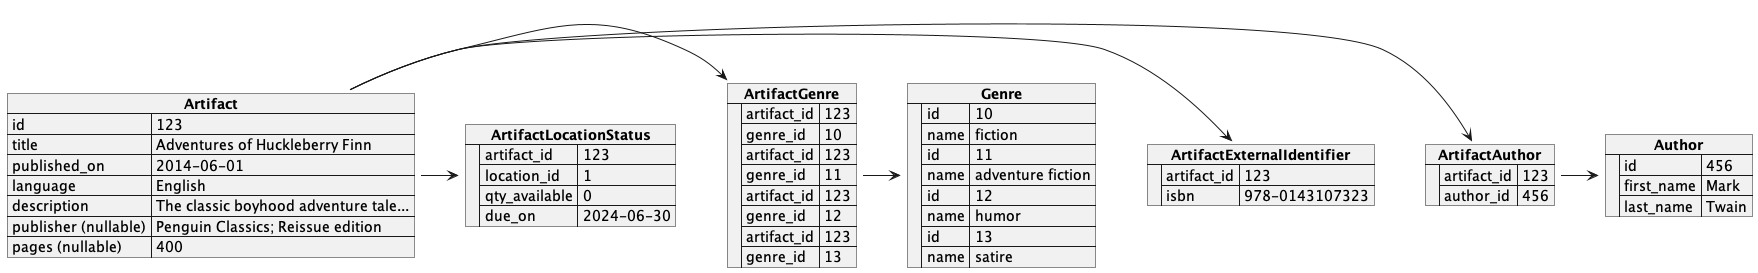 Artifact
id 123
title Adventures of Huckleberry Finn
published_on 2014-06-01
language English
description The classic boyhood adventure tale...
publisher (nullable) Penguin Classics; Reissue edition
pages (nullable) 400
ArtifactLocationStatus
artifact_id 123
location_id 1
qty_available 0
due_on 2024-06-30
ArtifactGenre
artifact_id 123
genre_id 10
artifact_id 123
genre_id 11
artifact_id 123
genre_id 12
artifact_id 123
genre_id 13
Genre
id 10
name fiction
id 11
name adventure fiction
id 12
name humor
id 13
name satire
ArtifactExternalIdentifier
artifact_id 123
isbn 978-0143107323
ArtifactAuthor
artifact_id 123
author_id 456
Author
id 456
first_name Mark
last_name Twain